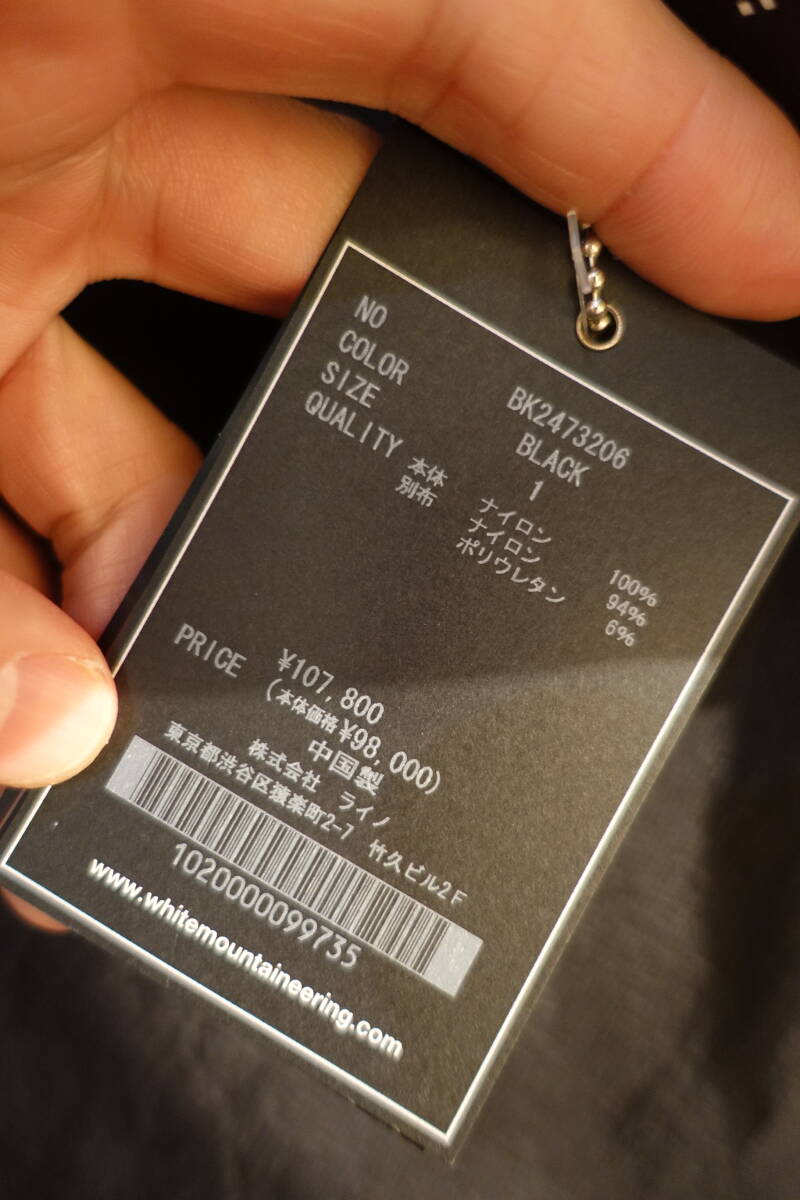 NO BK2473206
COLOR BLACK
SIZE 1
QUALITY 本体 ナイロン 100%
別布 ナイロン 94%
ポリウレタン 6%
PRICE ¥107,800
(本体価格¥98,000)
中国製
株式会社 ライノ
東京都渋谷区猿楽町2-7 竹久ビル2F
1020000099735
www.whitemountaineering.com